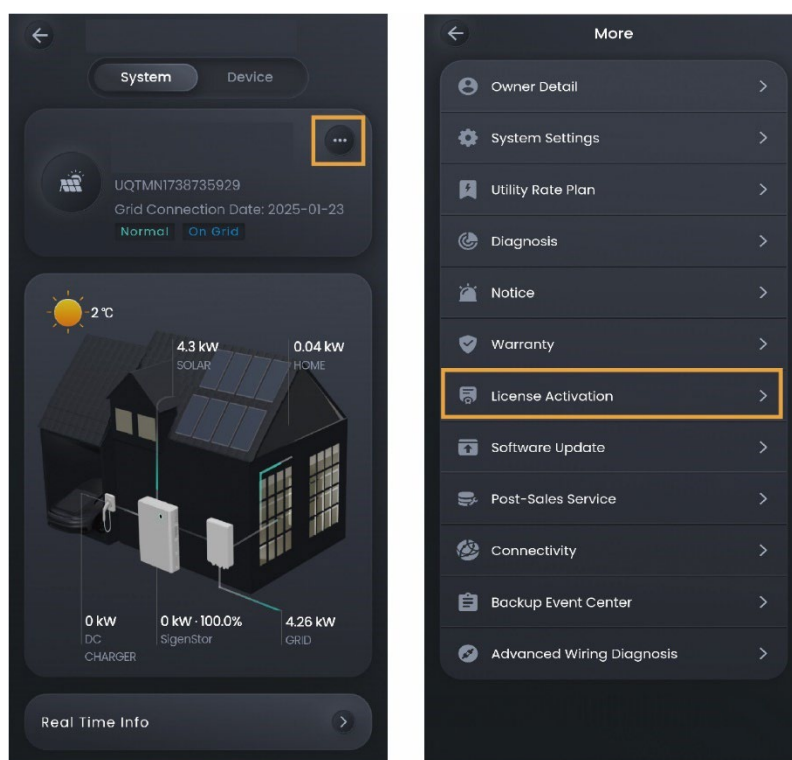 System
Device
UQTMN1738735929
Grid Connection Date: 2025-01-23
Normal On Grid
-2 °C
4.3 kW
SOLAR
0.04 kW
HOME
0 kW
DC
CHARGER
0 kW · 100.0%
SigenStor
4.26 kW
GRID
Real Time Info
More
Owner Detail
System Settings
Utility Rate Plan
Diagnosis
Notice
Warranty
License Activation
Software Update
Post-Sales Service
Connectivity
Backup Event Center
Advanced Wiring Diagnosis